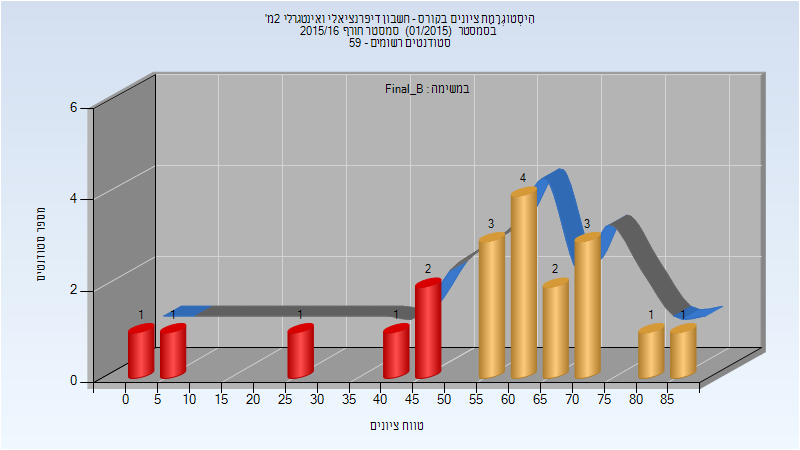 היסטוגרמת ציונים בקורס - חשבון דיפרנציאלי ואינטגרלי 2מ'
בסמסטר (01/2015) סמסטר חורף 2015/16
סטודנטים רשומים - 59
במשימה : Final_B
6
4
2
0
מספר סטודנטים
1
1
1
1
2
3
4
2
3
1
1
0 5 10 15 20 25 30 35 40 45 50 55 60 65 70 75 80 85
טווח ציונים